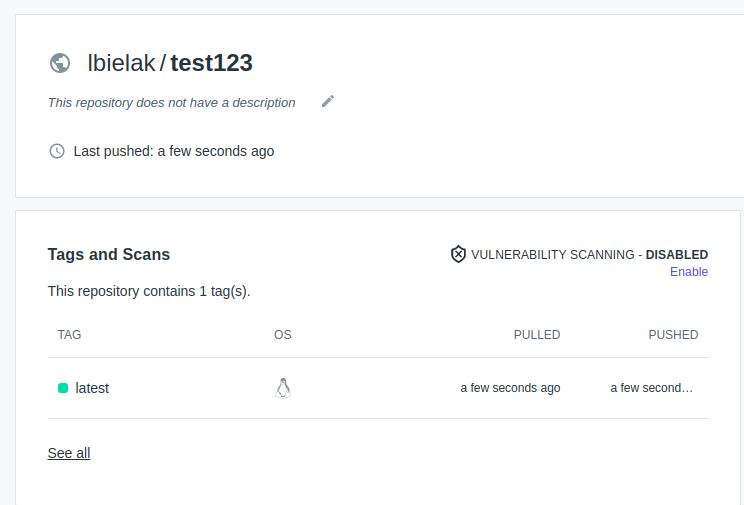 lbielak / test123
This repository does not have a description
Last pushed: a few seconds ago
Tags and Scans
VULNERABILITY SCANNING - DISABLED
Enable
This repository contains 1 tag(s).
TAG OS PULLED PUSHED
latest a few seconds ago a few second…
See all